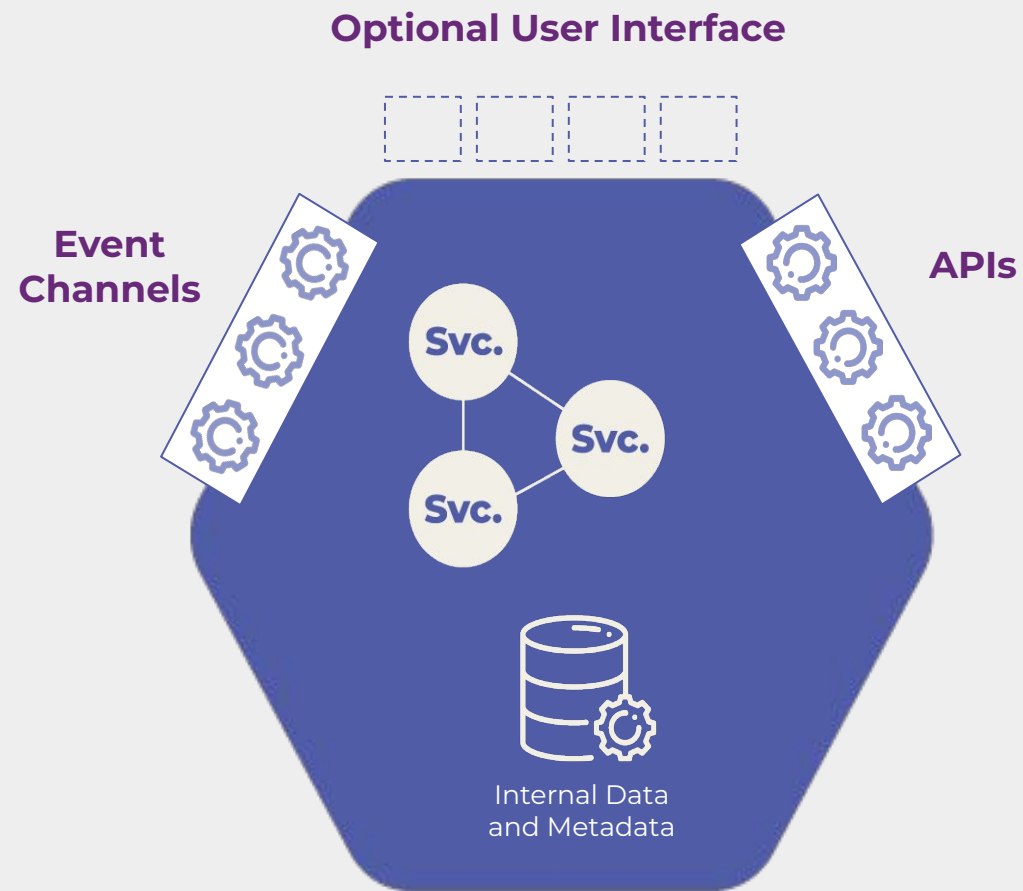 Optional User Interface
Event
Channels
APIs
Svc.
Svc.
Svc.
Internal Data
and Metadata